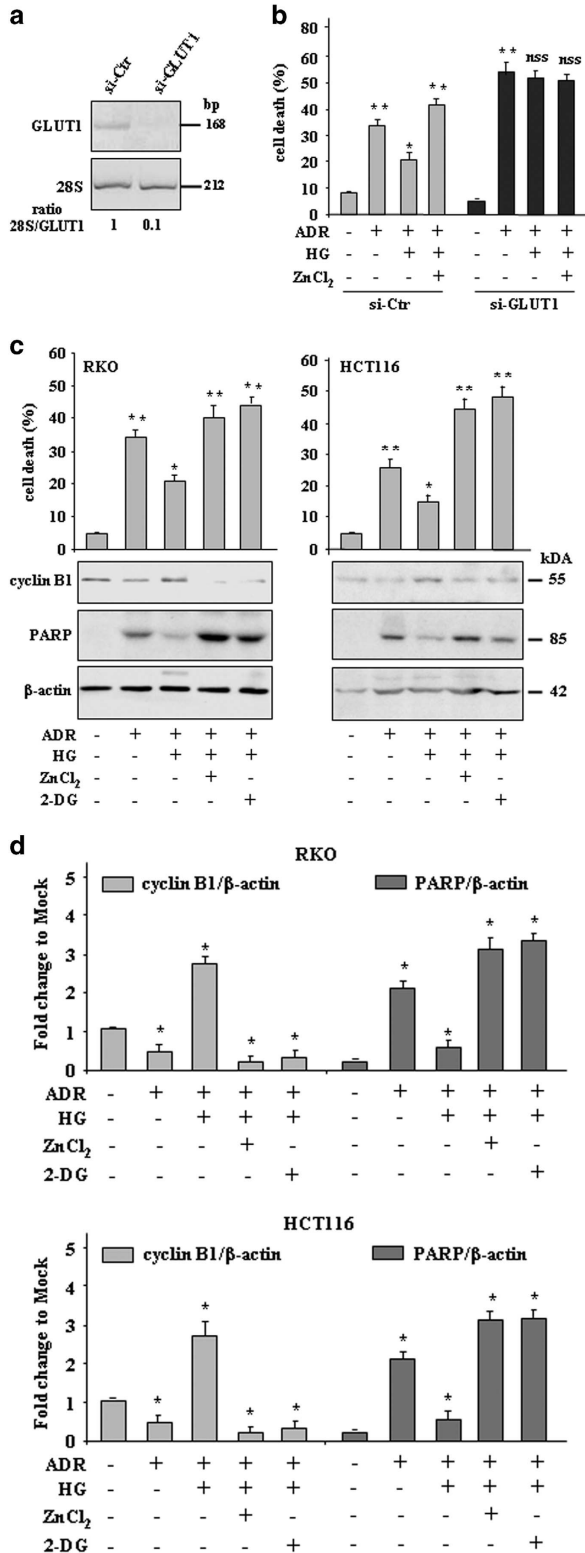 a
si-Ctr si-GLUT1
bp
GLUT1 168
28S 212
ratio
28S/GLUT1 1 0.1
b
cell death (%)
80
70
60
50
40
30
20
10
0
** * ** ** nss nss
ADR - + + + - + + +
HG - - + + - - + +
ZnCl2 - - - + - - - +
si-Ctr si-GLUT1
c
RKO
cell death (%)
60
50
40
30
20
10
0
** * ** **
HCT116
60
50
40
30
20
10
0
** * ** **
kDA
cyclin B1 55
PARP 85
β-actin 42
ADR - + + + + - + + + +
HG - - + + + - - + + +
ZnCl2 - - - + - - - - + -
2-DG - - - - + - - - - +
d
RKO
cyclin B1/β-actin PARP/β-actin
Fold change to Mock
5
4
3
2
1
0
* * * * * * * *
ADR - + + + + - + + + +
HG - - + + + - - + + +
ZnCl2 - - - + - - - - + -
2-DG - - - - + - - - - +
HCT116
cyclin B1/β-actin PARP/β-actin
Fold change to Mock
5
4
3
2
1
0
* * * * * * * *
ADR - + + + + - + + + +
HG - - + + + - - + + +
ZnCl2 - - - + - - - - + -
2-DG - - - - + - - - - +